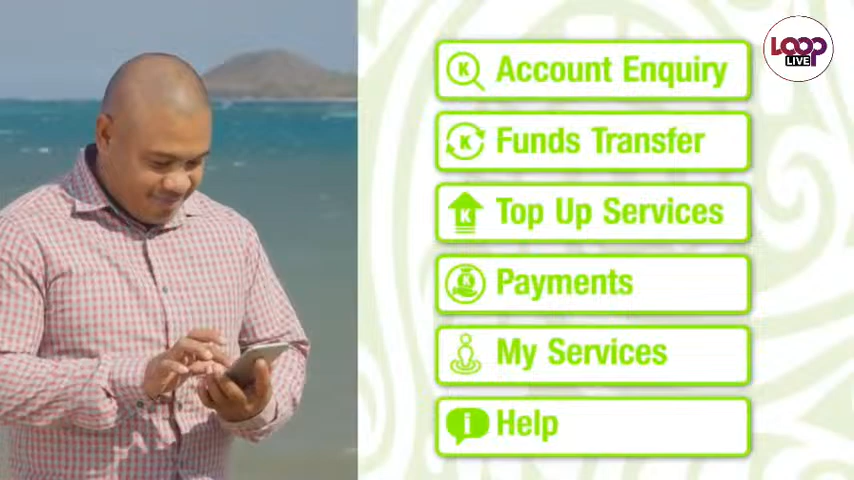 LOOP
LIVE
K Account Enquiry
K Funds Transfer
K Top Up Services
K Payments
My Services
i Help